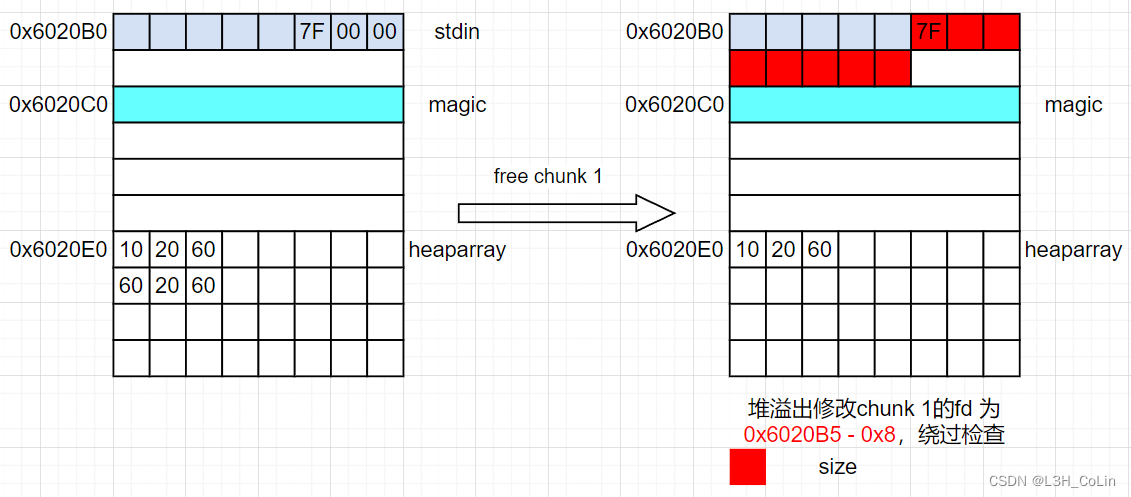 0x6020B0 7F 00 00 stdin 0x6020B0 7F
0x6020C0 magic 0x6020C0 magic
free chunk 1
0x6020E0 10 20 60 heaparray 0x6020E0 10 20 60 heaparray
60 20 60
堆溢出修改chunk 1的fd 为
0x6020B5 - 0x8，绕过检查
size
CSDN @L3H_CoLin